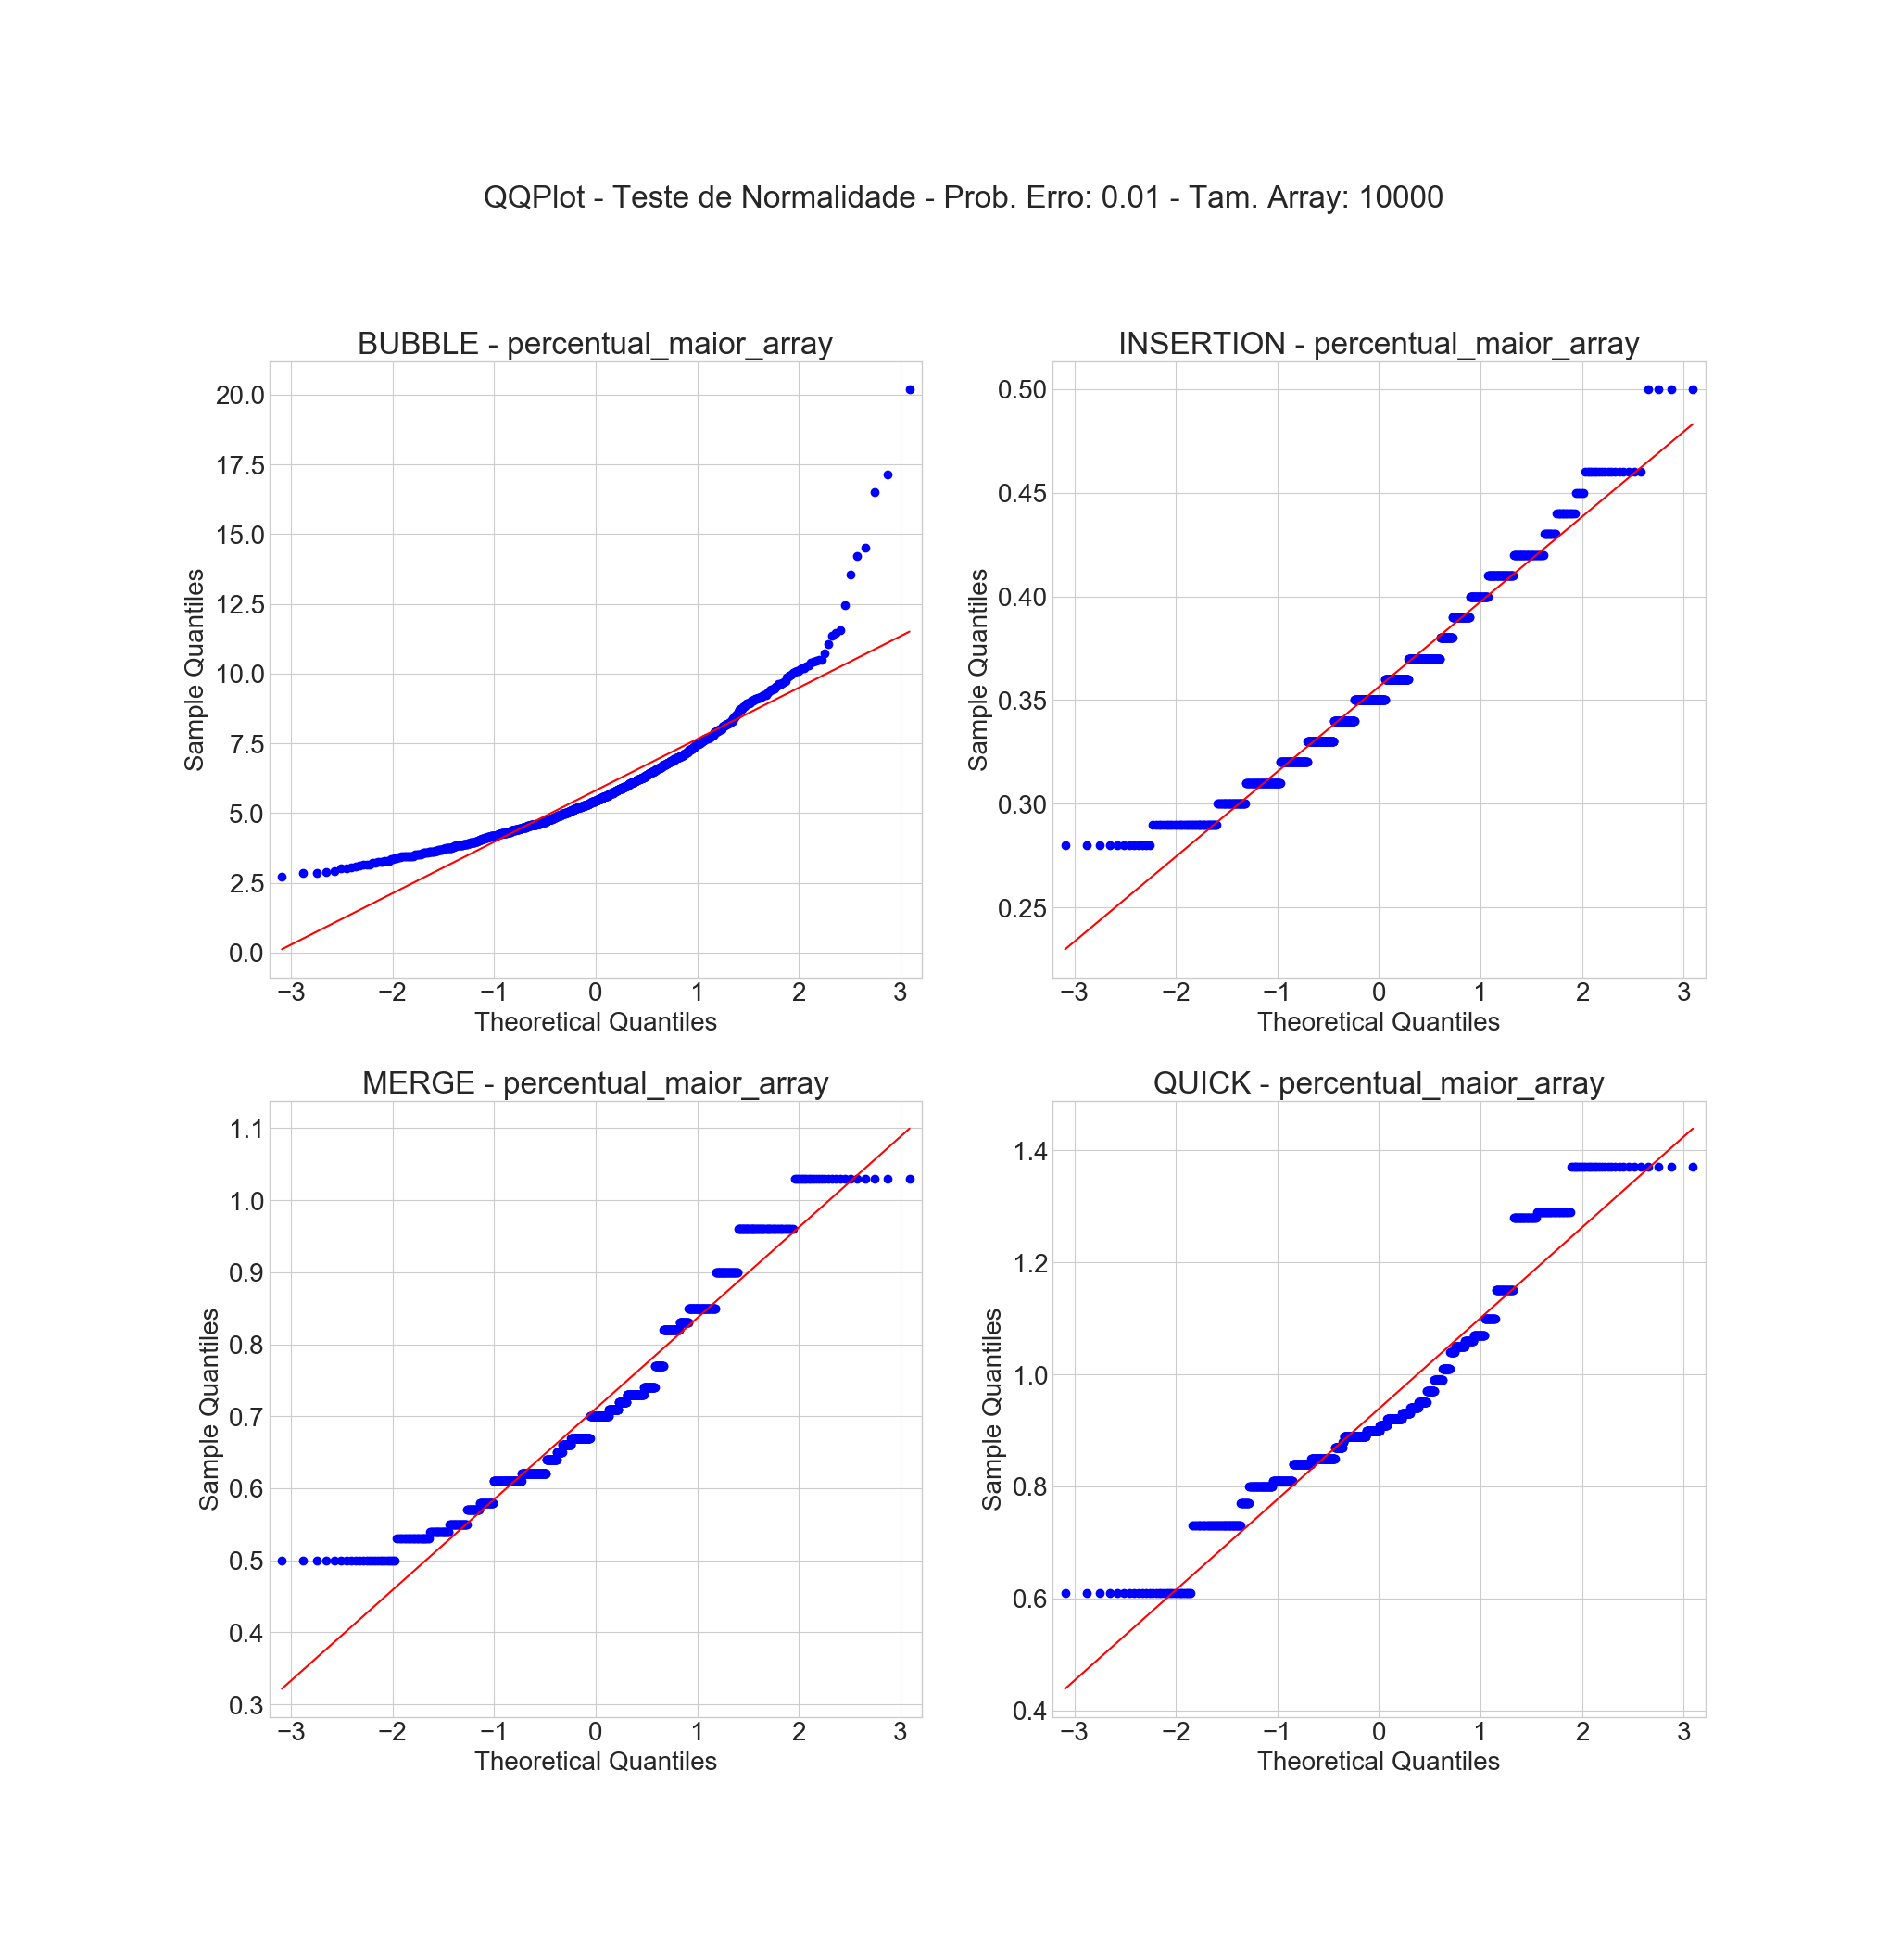 QQPlot - Teste de Normalidade - Prob. Erro: 0.01 - Tam. Array: 10000
BUBBLE - percentual_maior_array
20.0
17.5
15.0
12.5
10.0
7.5
5.0
2.5
0.0
Sample Quantiles
−3 −2 −1 0 1 2 3
Theoretical Quantiles
INSERTION - percentual_maior_array
0.50
0.45
0.40
0.35
0.30
0.25
Sample Quantiles
−3 −2 −1 0 1 2 3
Theoretical Quantiles
MERGE - percentual_maior_array
1.1
1.0
0.9
0.8
0.7
0.6
0.5
0.4
0.3
Sample Quantiles
−3 −2 −1 0 1 2 3
Theoretical Quantiles
QUICK - percentual_maior_array
1.4
1.2
1.0
0.8
0.6
0.4
Sample Quantiles
−3 −2 −1 0 1 2 3
Theoretical Quantiles